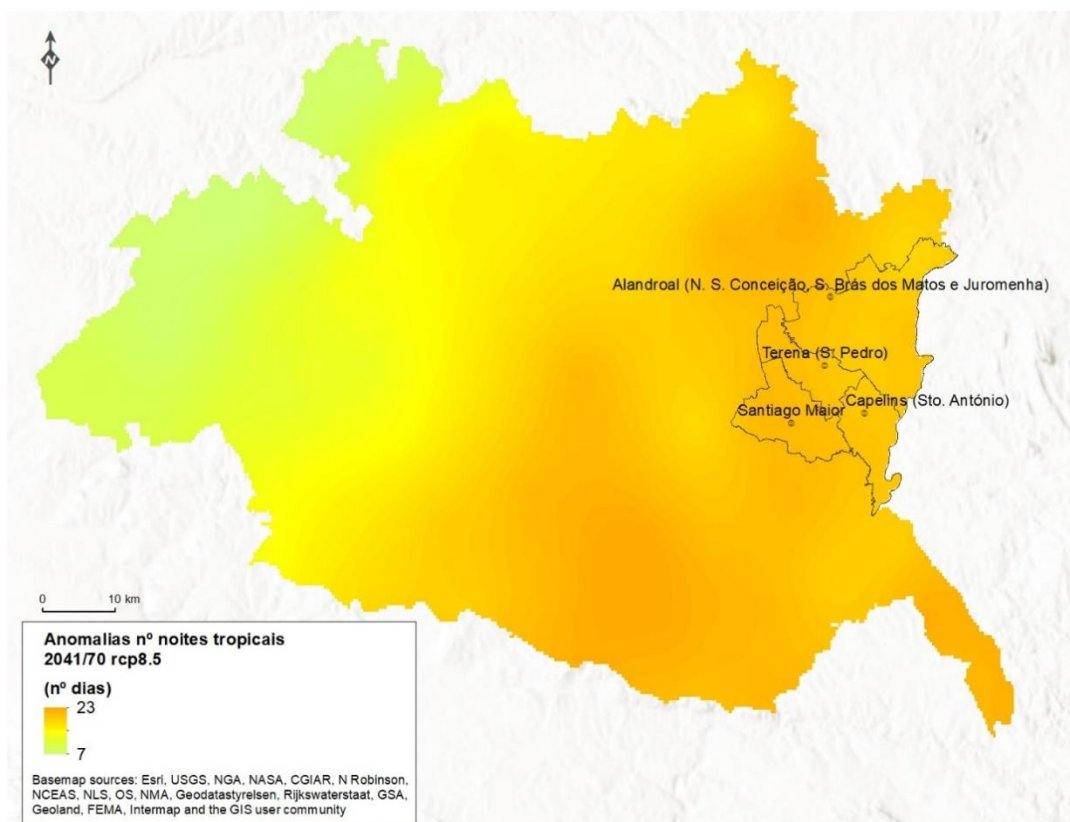 N
Alandroal (N. S. Conceição, S. Brás dos Matos e Juromenha)
Terena (S. Pedro)
Capelins (Sto. António)
Santiago Maior
0 10 km
Anomalias nº noites tropicais
2041/70 rcp8.5
(nº dias)
23
7
Basemap sources: Esri, USGS, NGA, NASA, CGIAR, N Robinson,
NCEAS, NLS, OS, NMA, Geodatastyrelsen, Rijkswaterstaat, GSA,
Geoland, FEMA, Intermap and the GIS user community